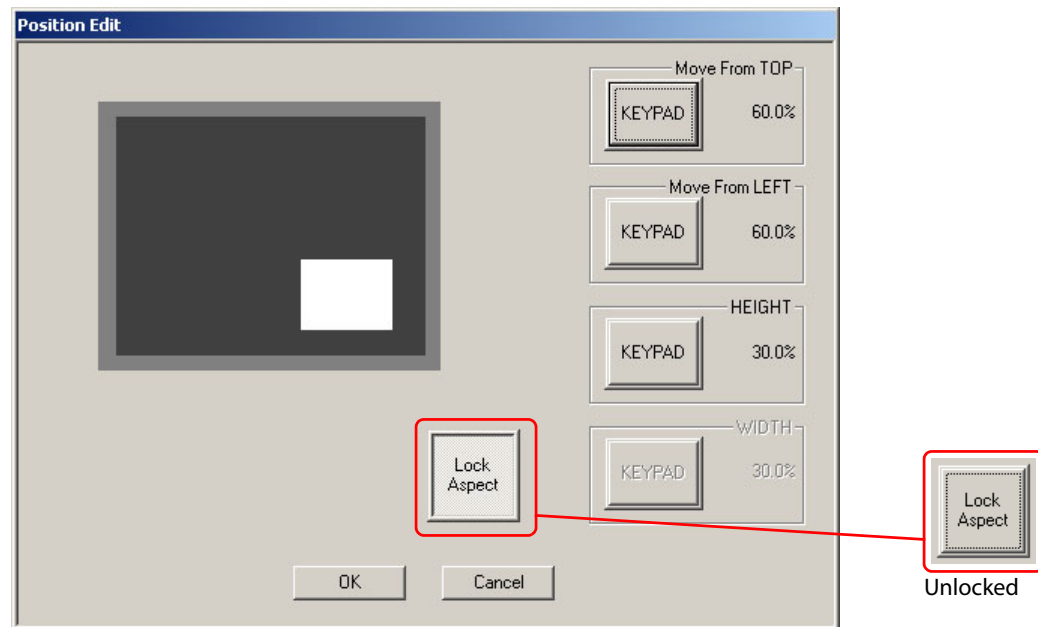 Position Edit
Move From TOP
KEYPAD 60.0%
Move From LEFT
KEYPAD 60.0%
HEIGHT
KEYPAD 30.0%
WIDTH
KEYPAD 30.0%
Lock
Aspect
Lock
Aspect
Unlocked
OK Cancel